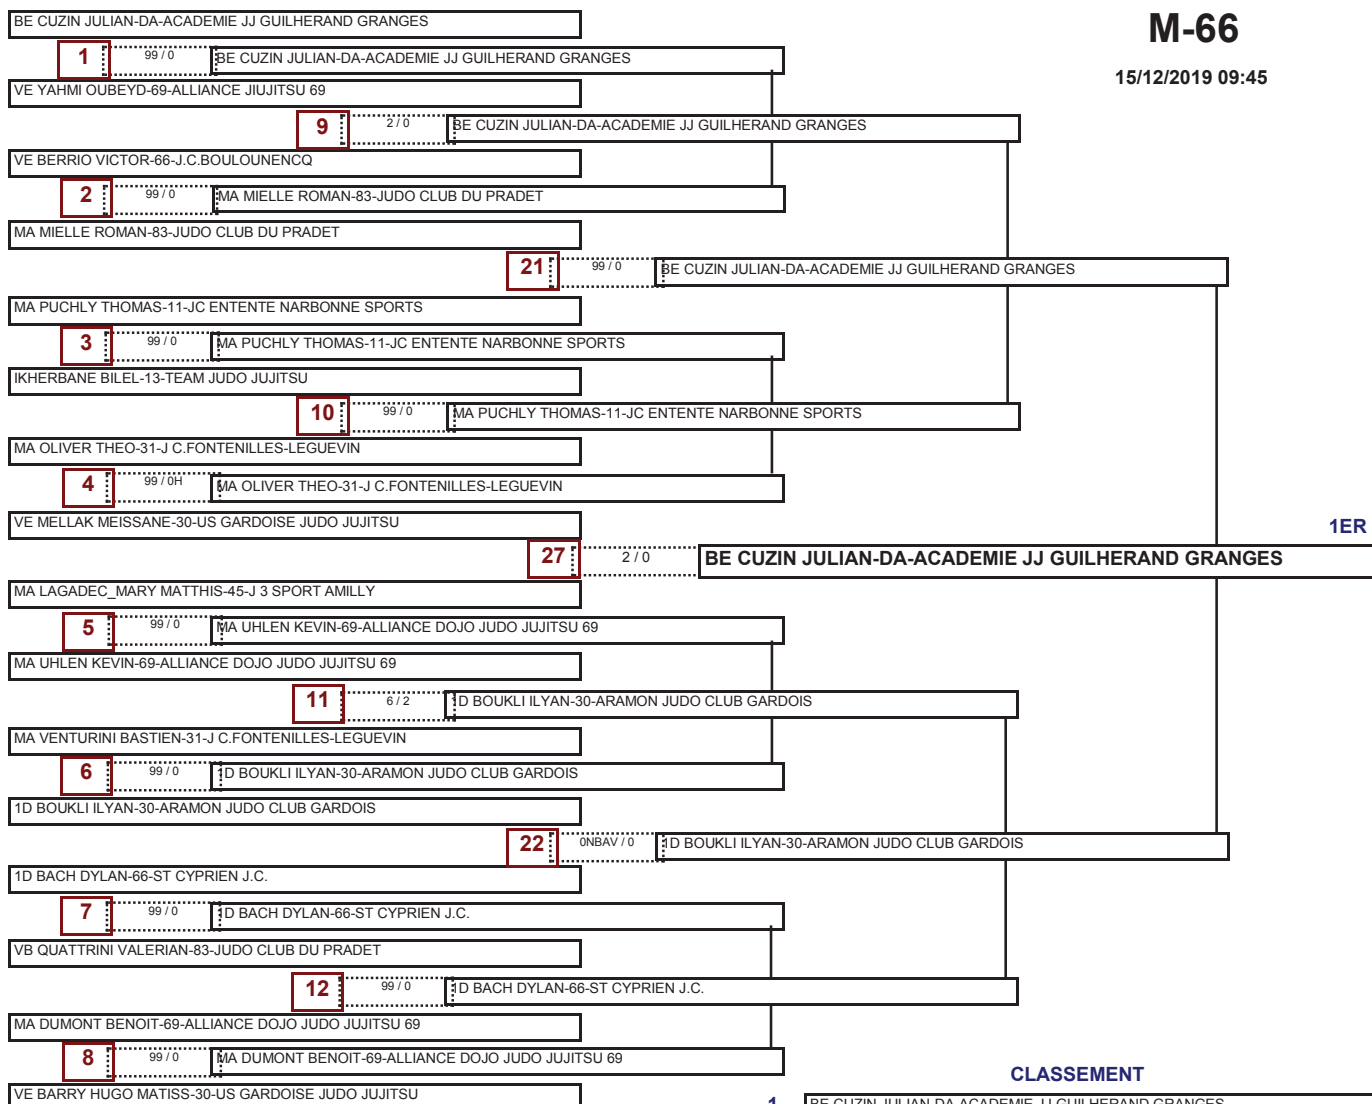 BE CUZIN JULIAN-DA-ACADEMIE JJ GUILHERAND GRANGES
M-66
1
99 / 0
BE CUZIN JULIAN-DA-ACADEMIE JJ GUILHERAND GRANGES
15/12/2019 09:45
VE YAHMI OUBEYD-69-ALLIANCE JIUJITSU 69
9
2 / 0
BE CUZIN JULIAN-DA-ACADEMIE JJ GUILHERAND GRANGES
VE BERRIO VICTOR-66-J.C.BOULOUNENCQ
2
99 / 0
MA MIELLE ROMAN-83-JUDO CLUB DU PRADET
MA MIELLE ROMAN-83-JUDO CLUB DU PRADET
21
99 / 0
BE CUZIN JULIAN-DA-ACADEMIE JJ GUILHERAND GRANGES
MA PUCHLY THOMAS-11-JC ENTENTE NARBONNE SPORTS
3
99 / 0
MA PUCHLY THOMAS-11-JC ENTENTE NARBONNE SPORTS
IKHERBANE BILEL-13-TEAM JUDO JUJITSU
10
99 / 0
MA PUCHLY THOMAS-11-JC ENTENTE NARBONNE SPORTS
MA OLIVER THEO-31-J C.FONTENILLES-LEGUEVIN
4
99 / 0H
MA OLIVER THEO-31-J C.FONTENILLES-LEGUEVIN
VE MELLAK MEISSANE-30-US GARDOISE JUDO JUJITSU
1ER
27
2 / 0
BE CUZIN JULIAN-DA-ACADEMIE JJ GUILHERAND GRANGES
MA LAGADEC_MARY MATTHIS-45-J 3 SPORT AMILLY
5
99 / 0
MA UHLEN KEVIN-69-ALLIANCE DOJO JUDO JUJITSU 69
MA UHLEN KEVIN-69-ALLIANCE DOJO JUDO JUJITSU 69
11
6 / 2
1D BOUKLI ILYAN-30-ARAMON JUDO CLUB GARDOIS
MA VENTURINI BASTIEN-31-J C.FONTENILLES-LEGUEVIN
6
99 / 0
1D BOUKLI ILYAN-30-ARAMON JUDO CLUB GARDOIS
1D BOUKLI ILYAN-30-ARAMON JUDO CLUB GARDOIS
22
0NBAV / 0
1D BOUKLI ILYAN-30-ARAMON JUDO CLUB GARDOIS
1D BACH DYLAN-66-ST CYPRIEN J.C.
7
99 / 0
1D BACH DYLAN-66-ST CYPRIEN J.C.
VB QUATTRINI VALERIAN-83-JUDO CLUB DU PRADET
12
99 / 0
1D BACH DYLAN-66-ST CYPRIEN J.C.
MA DUMONT BENOIT-69-ALLIANCE DOJO JUDO JUJITSU 69
8
99 / 0
MA DUMONT BENOIT-69-ALLIANCE DOJO JUDO JUJITSU 69
VE BARRY HUGO MATISS-30-US GARDOISE JUDO JUJITSU
CLASSEMENT
1
BE CUZIN JULIAN-DA-ACADEMIE JJ GUILHERAND GRANGES